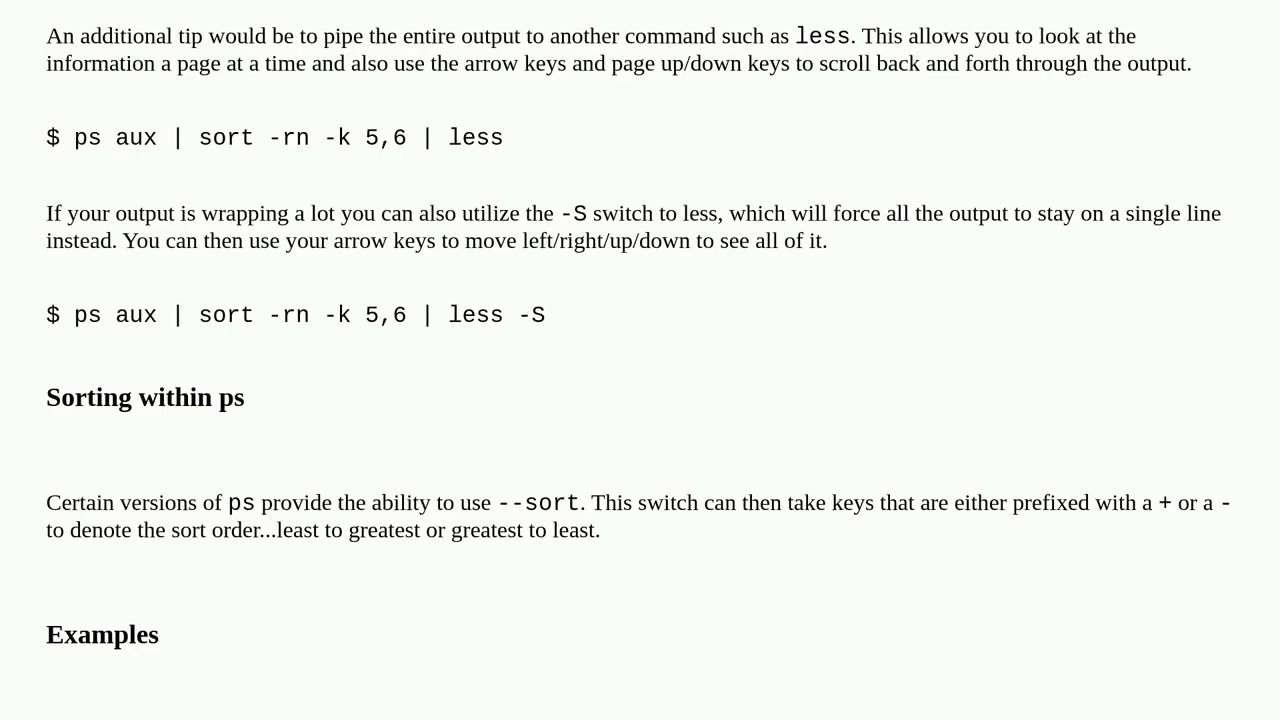 An additional tip would be to pipe the entire output to another command such as less. This allows you to look at the
information a page at a time and also use the arrow keys and page up/down keys to scroll back and forth through the output.
$ ps aux | sort -rn -k 5,6 | less
If your output is wrapping a lot you can also utilize the -S switch to less, which will force all the output to stay on a single line
instead. You can then use your arrow keys to move left/right/up/down to see all of it.
$ ps aux | sort -rn -k 5,6 | less -S
Sorting within ps
Certain versions of ps provide the ability to use --sort. This switch can then take keys that are either prefixed with a + or a -
to denote the sort order...least to greatest or greatest to least.
Examples